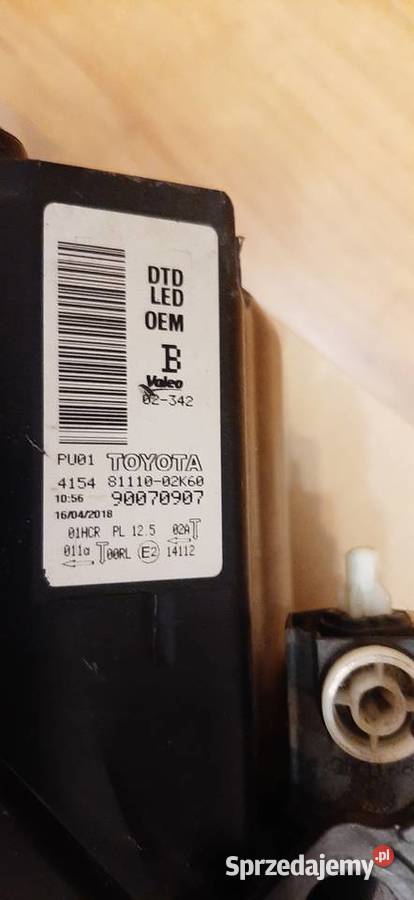 DTD
LED
OEM
B
Valeo
02-342
PU01 TOYOTA
4154 81110-02K60
10:56 90070907
16/04/2018
01HCR PL 12.5 02A T
011α T 00RL E2 14112
Sprzedajemy.pl